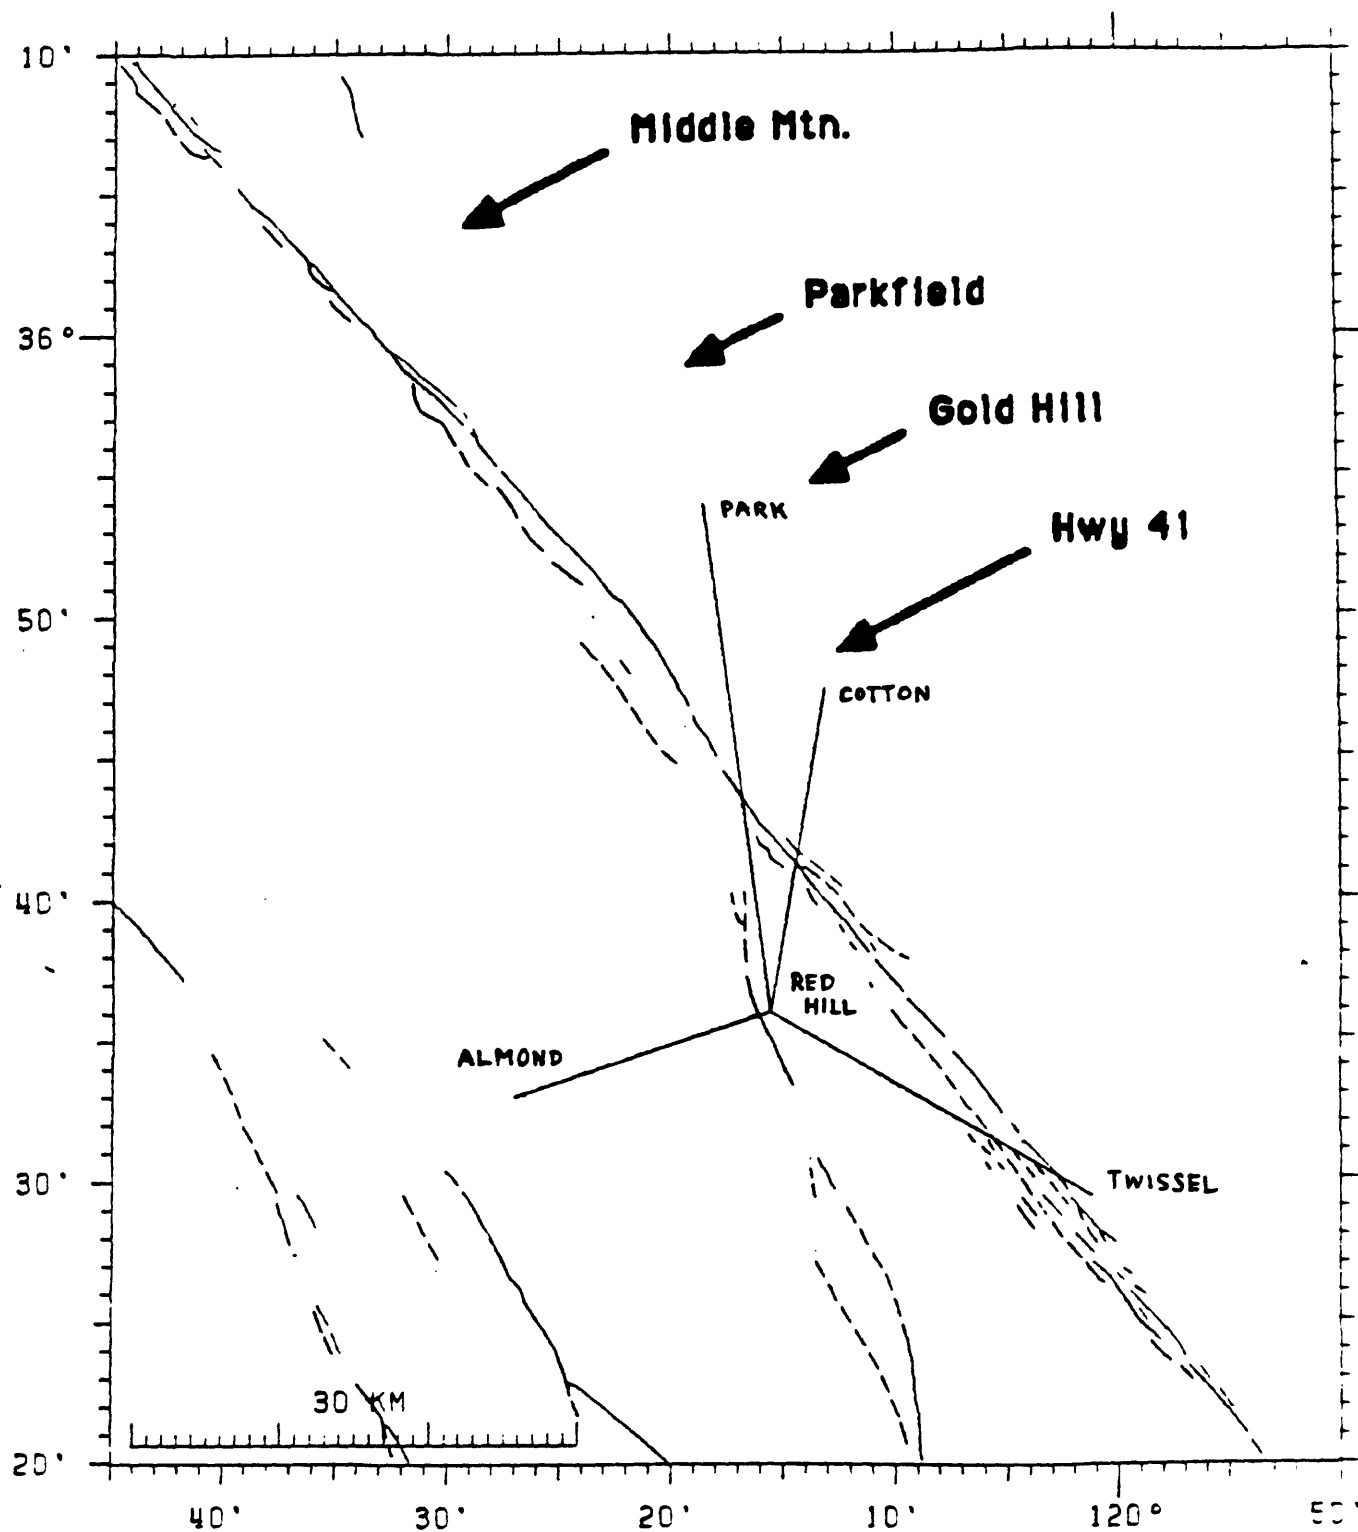 10'
Middle Mtn.
Parkfield
36°
Gold Hill
PARK
Hwy 41
50'
COTTON
40'
RED
HILL
ALMOND
30'
TWISSEL
30 KM
20'
40' 30' 20' 10' 120°